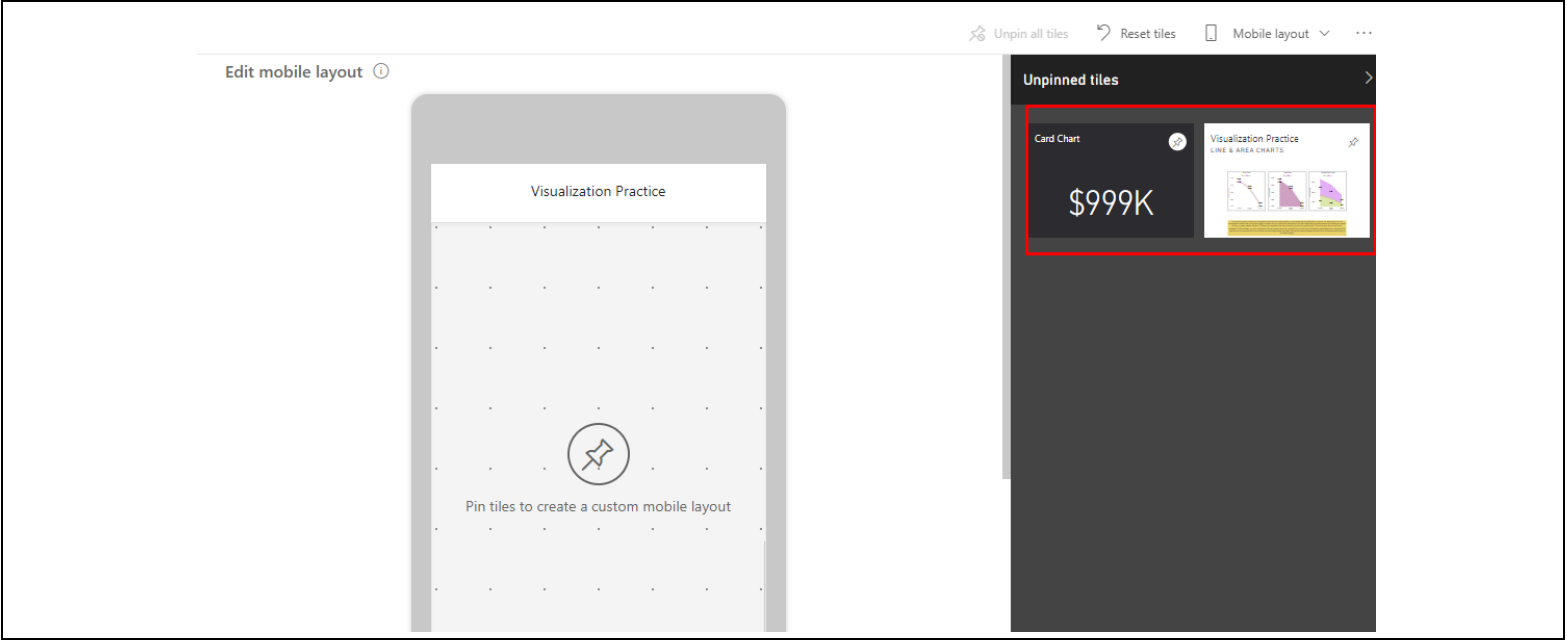 Unpin all tiles
Reset tiles
Mobile layout
Edit mobile layout
Unpinned tiles
Visualization Practice
Card Chart
$999K
Visualization Practice
LINE & AREA CHARTS
Pin tiles to create a custom mobile layout